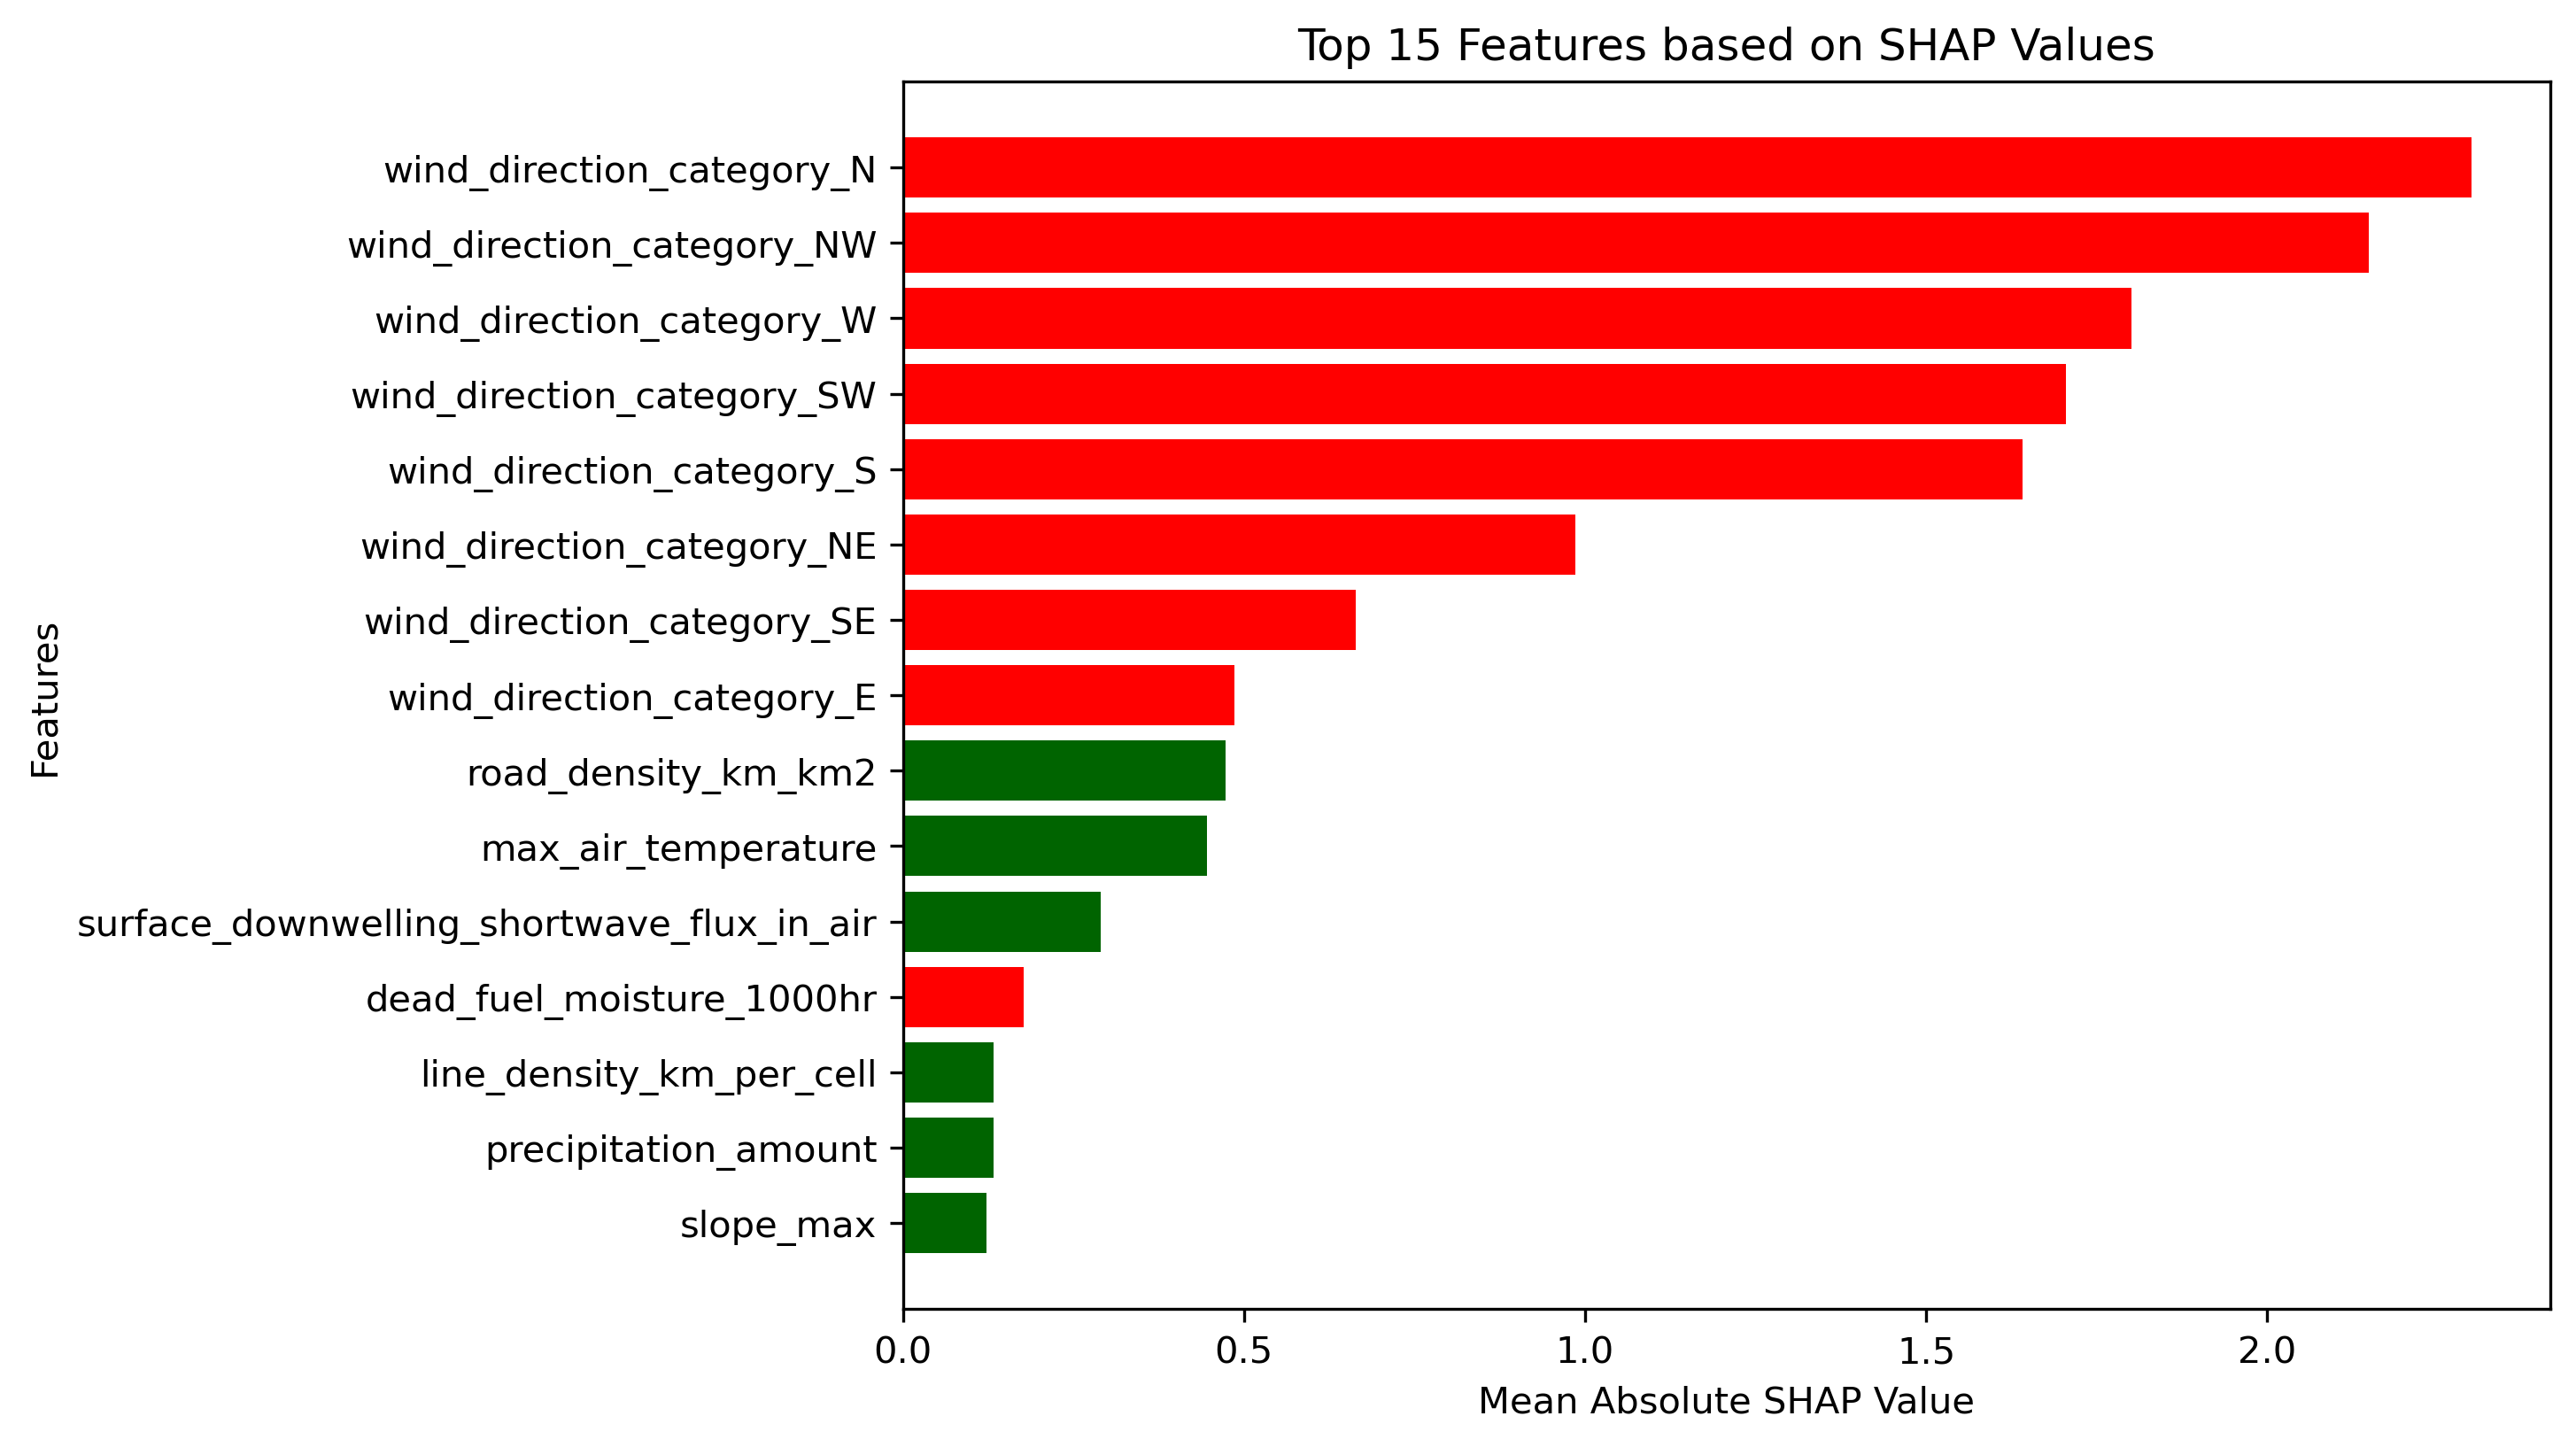 Top 15 Features based on SHAP Values
wind_direction_category_N
wind_direction_category_NW
wind_direction_category_W
wind_direction_category_SW
wind_direction_category_S
wind_direction_category_NE
wind_direction_category_SE
wind_direction_category_E
road_density_km_km2
max_air_temperature
surface_downwelling_shortwave_flux_in_air
dead_fuel_moisture_1000hr
line_density_km_per_cell
precipitation_amount
slope_max
Features
0.0 0.5 1.0 1.5 2.0
Mean Absolute SHAP Value